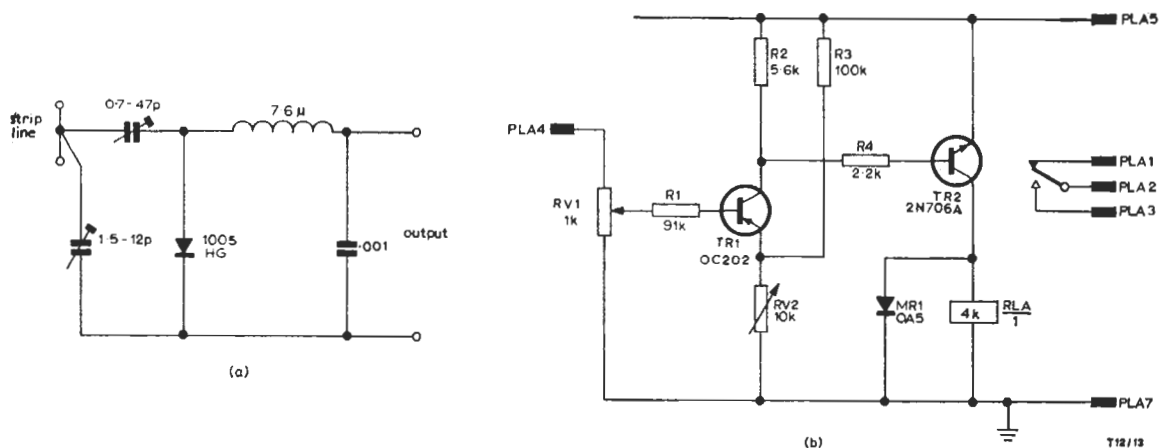 strip
line
0·7-47p
7·6µ
1·5-12p
1005
HG
·001
output
(a)
PLA5
R2
5.6k
R3
100k
PLA4
R4
2.2k
PLA1
PLA2
PLA3
TR2
2N706A
RV1
1k
R1
91k
TR1
OC202
RV2
10k
MR1
OA5
4k
RLA
1
PLA7
(b)
T12/13